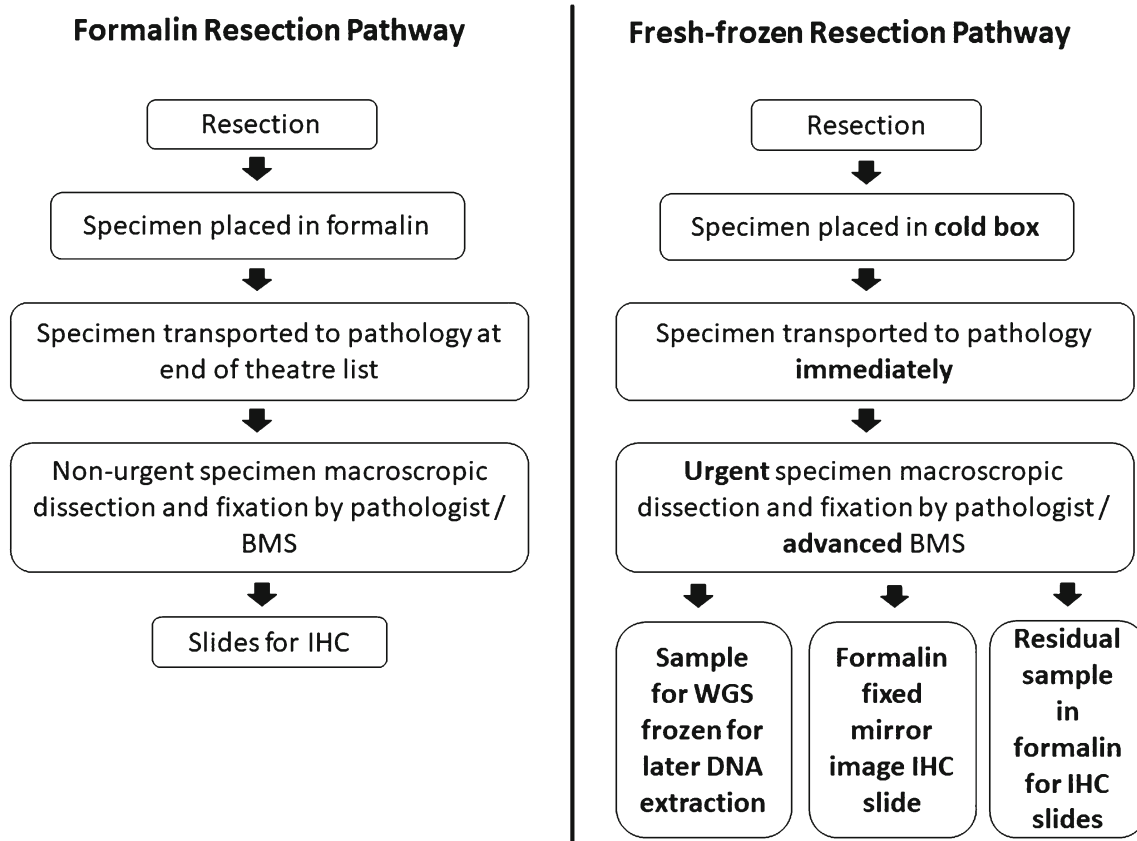 Formalin Resection Pathway
Resection
Specimen placed in formalin
Specimen transported to pathology at
end of theatre list
Non-urgent specimen macroscopic
dissection and fixation by pathologist /
BMS
Slides for IHC
Fresh-frozen Resection Pathway
Resection
Specimen placed in cold box
Specimen transported to pathology
immediately
Urgent specimen macroscopic
dissection and fixation by pathologist /
advanced BMS
Sample
for WGS
frozen for
later DNA
extraction
Formalin
fixed
mirror
image IHC
slide
Residual
sample
in
formalin
for IHC
slides